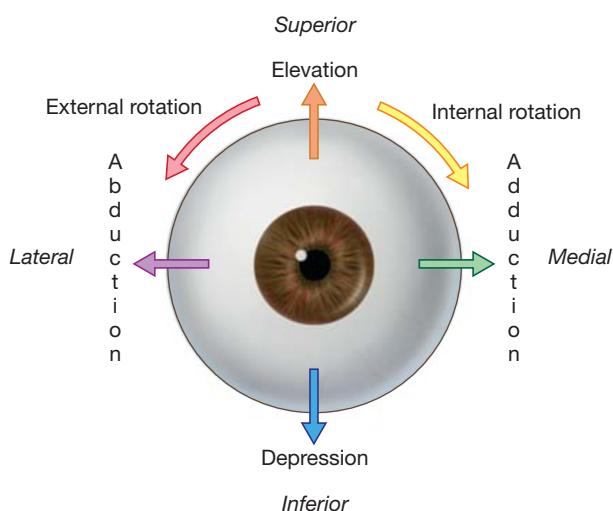 Superior
Elevation
External rotation
Internal rotation
Abduction
Adduction
Lateral
Medial
Depression
Inferior